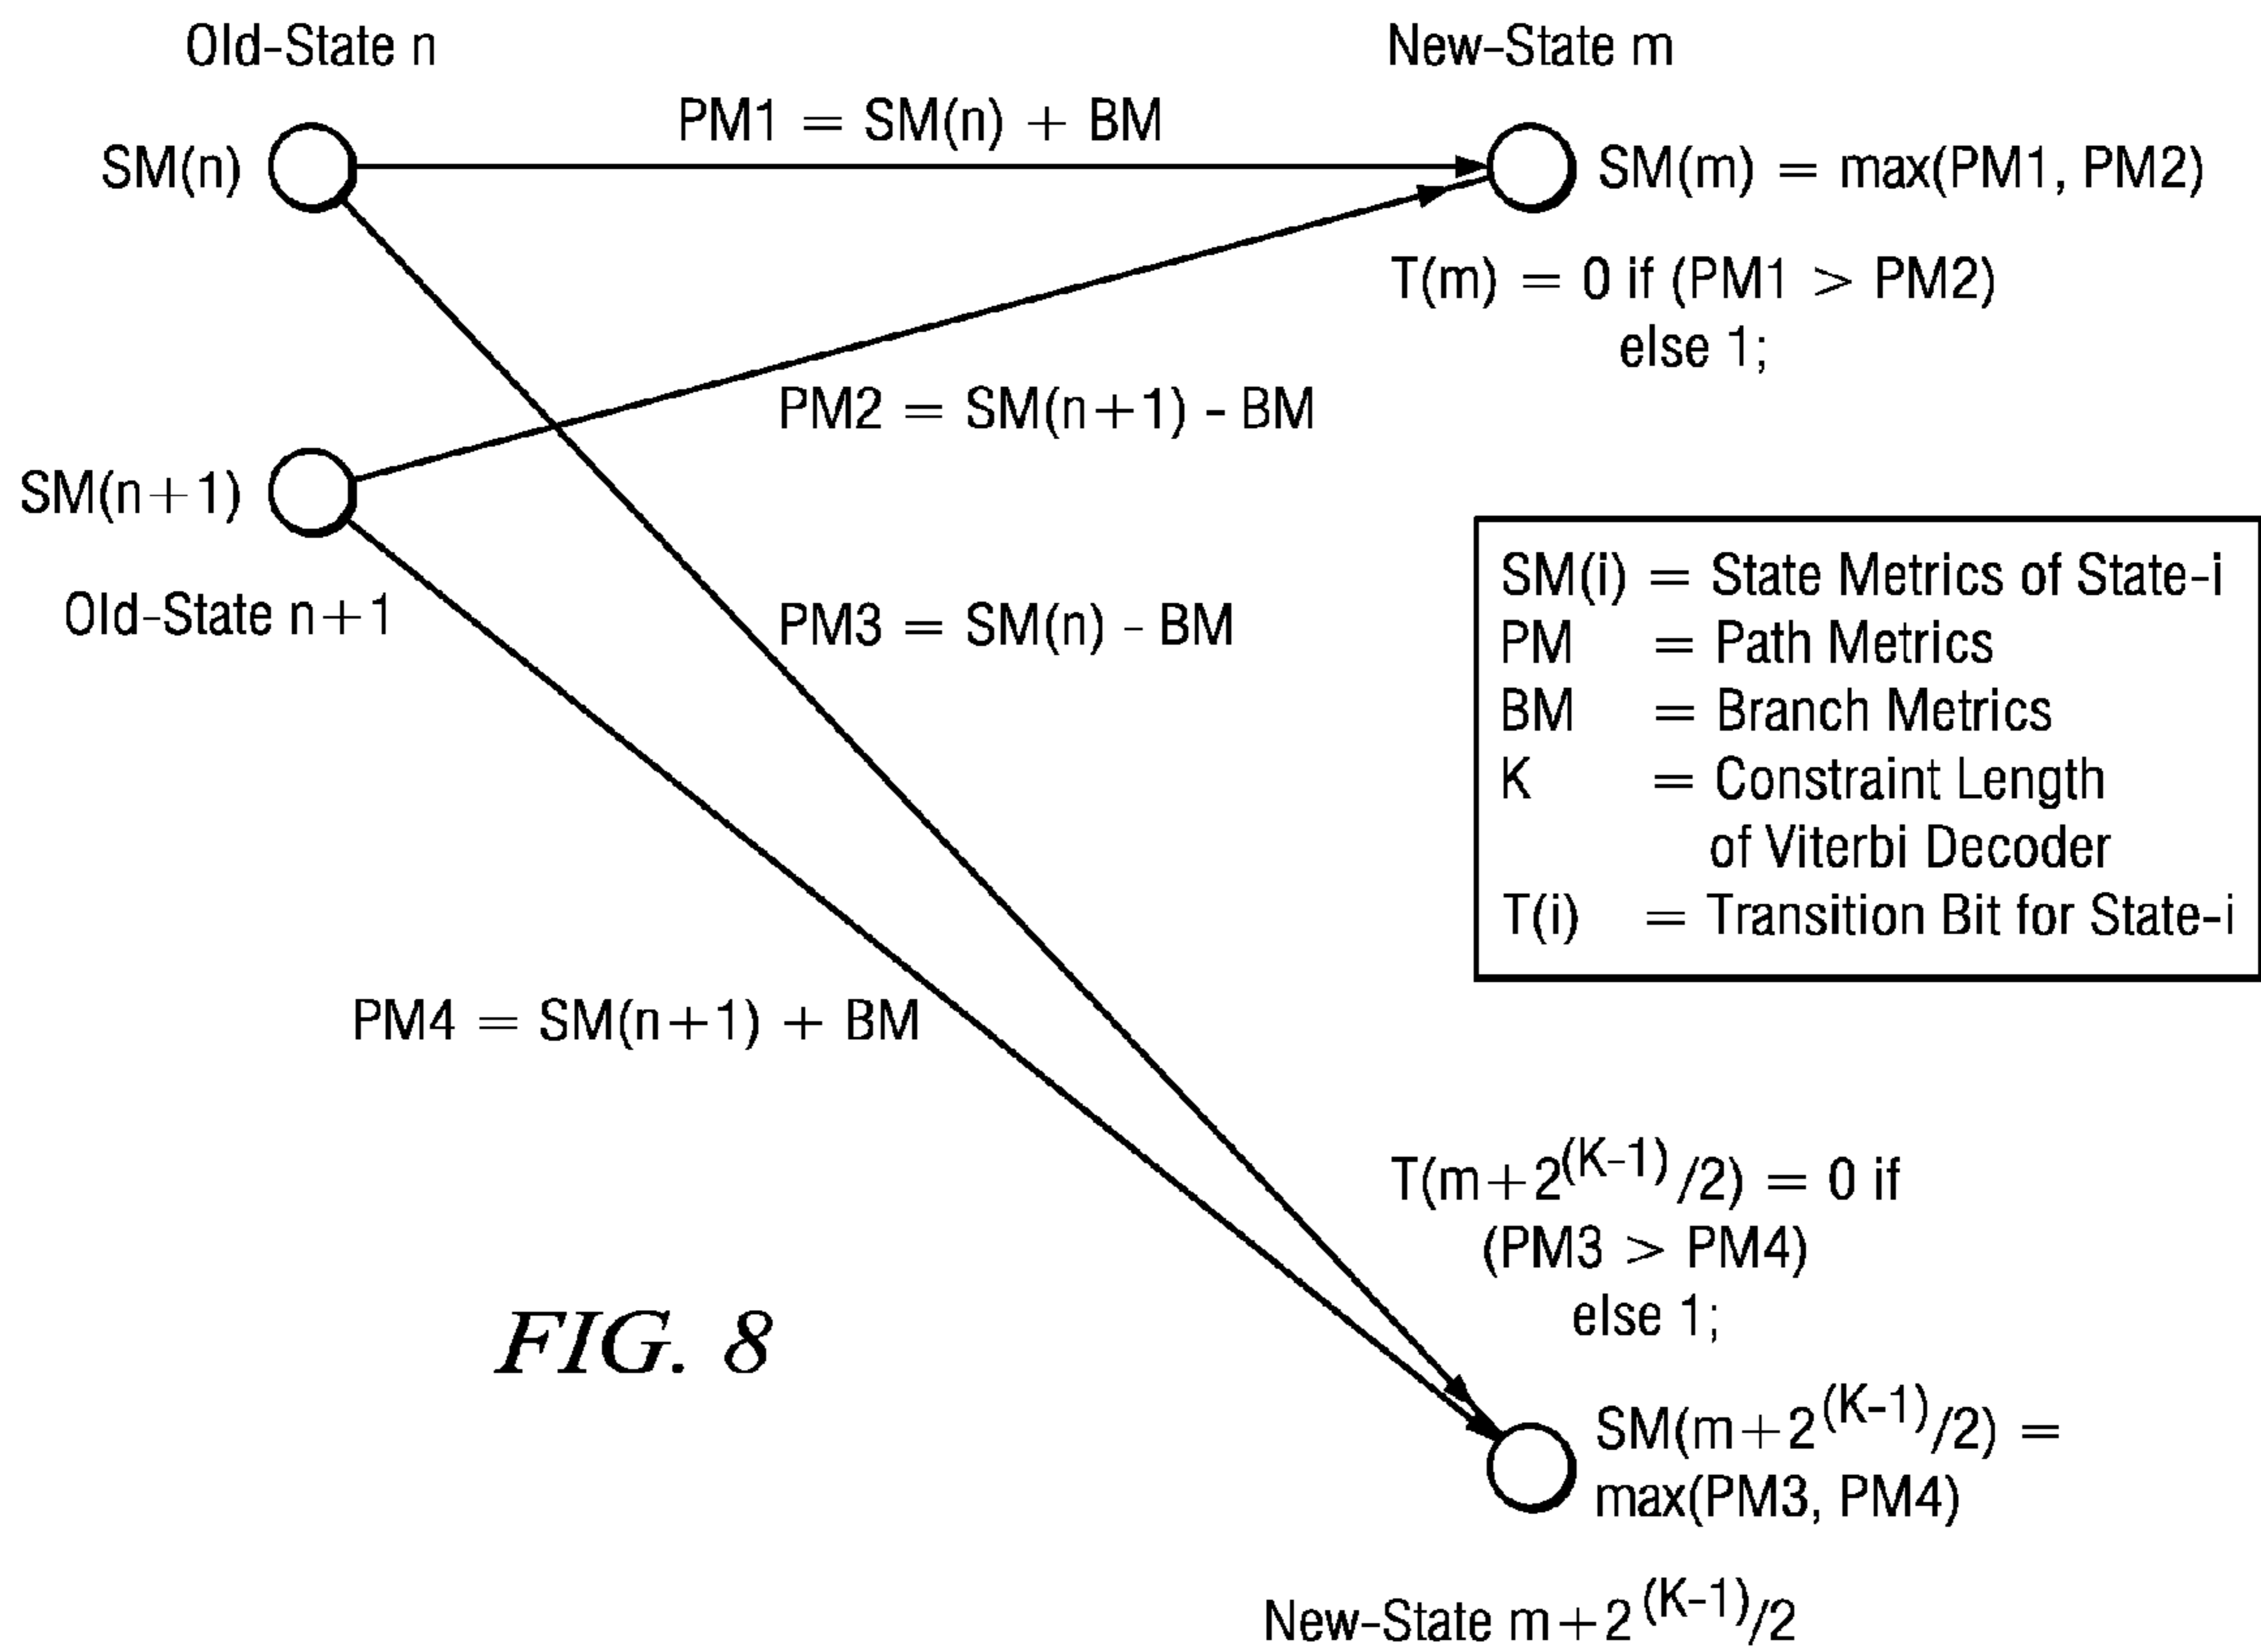 Old-State n
New-State m
PM1 = SM(n) + BM
SM(n)
SM(m) = max(PM1, PM2)
T(m) = 0 if (PM1 > PM2)
else 1;
PM2 = SM(n+1) - BM
SM(n+1)
Old-State n+1
PM3 = SM(n) - BM
SM(i) = State Metrics of State-i
PM = Path Metrics
BM = Branch Metrics
K = Constraint Length
of Viterbi Decoder
T(i) = Transition Bit for State-i
PM4 = SM(n+1) + BM
T(m+2^(K-1)/2) = 0 if
(PM3 > PM4)
else 1;
FIG. 8
SM(m+2^(K-1)/2) =
max(PM3, PM4)
New-State m+2^(K-1)/2